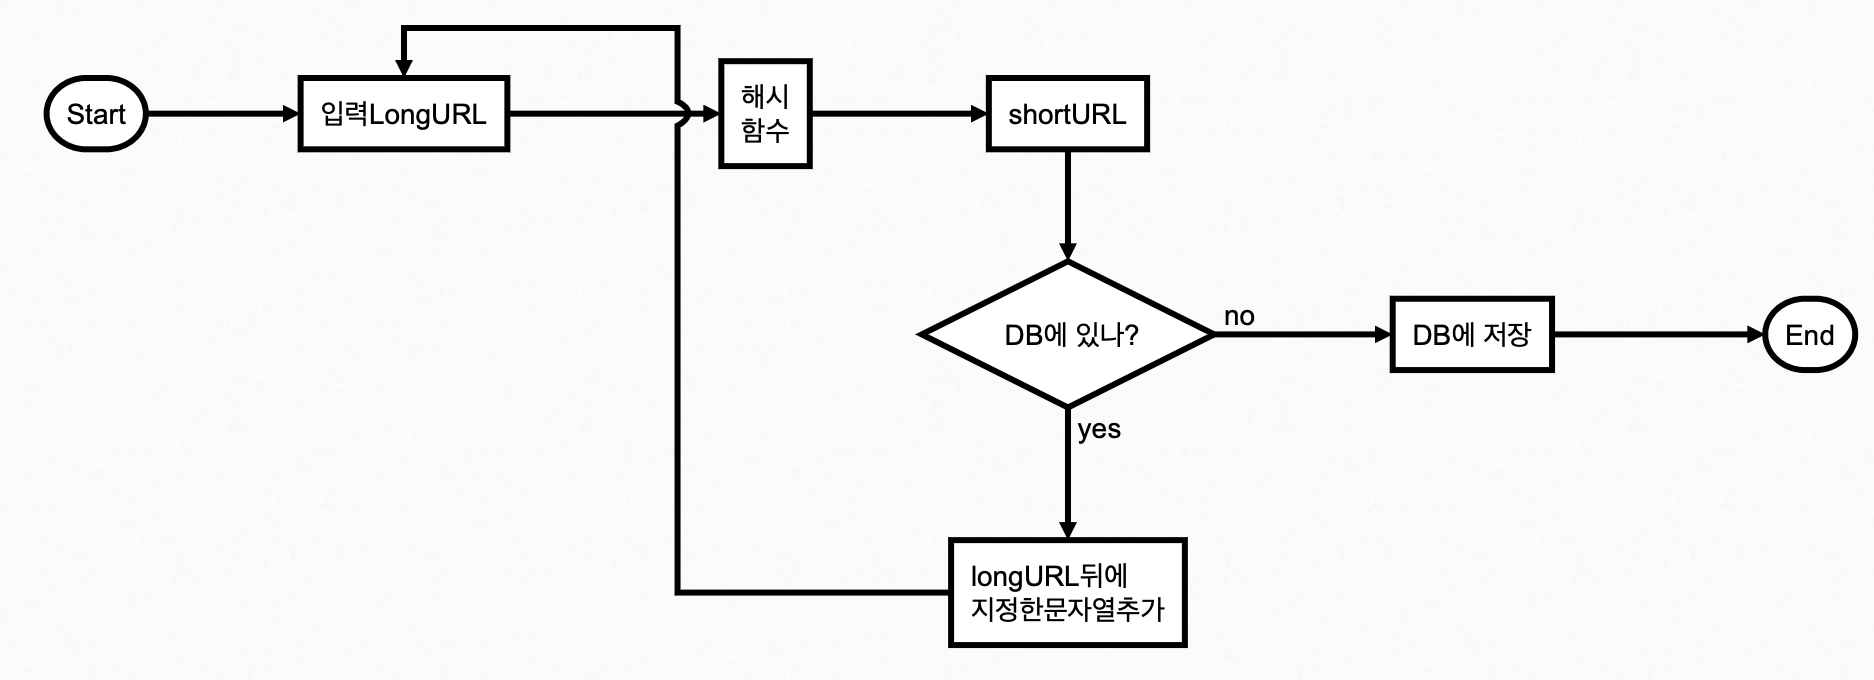 Start
입력LongURL
해시
함수
shortURL
DB에 있나?
no
DB에 저장
End
yes
longURL뒤에
지정한문자열추가